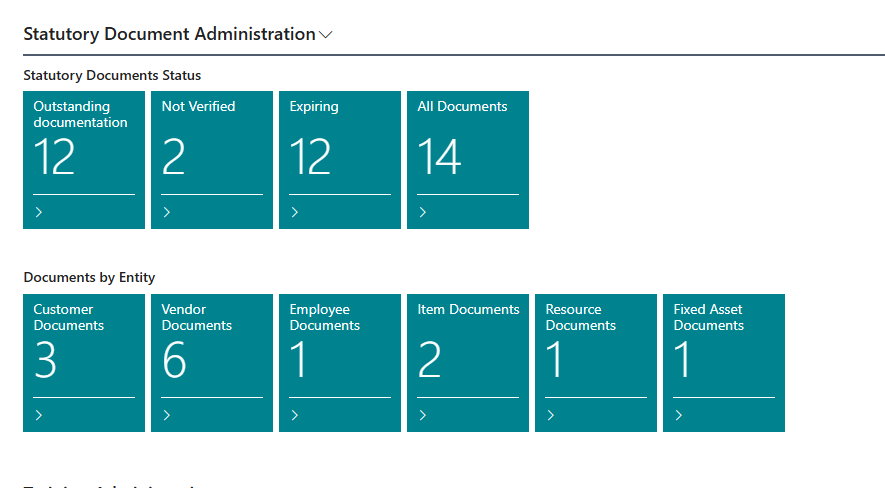 Statutory Document Administration
Statutory Documents Status
Outstanding documentation
12
Not Verified
2
Expiring
12
All Documents
14
Documents by Entity
Customer Documents
3
Vendor Documents
6
Employee Documents
1
Item Documents
2
Resource Documents
1
Fixed Asset Documents
1